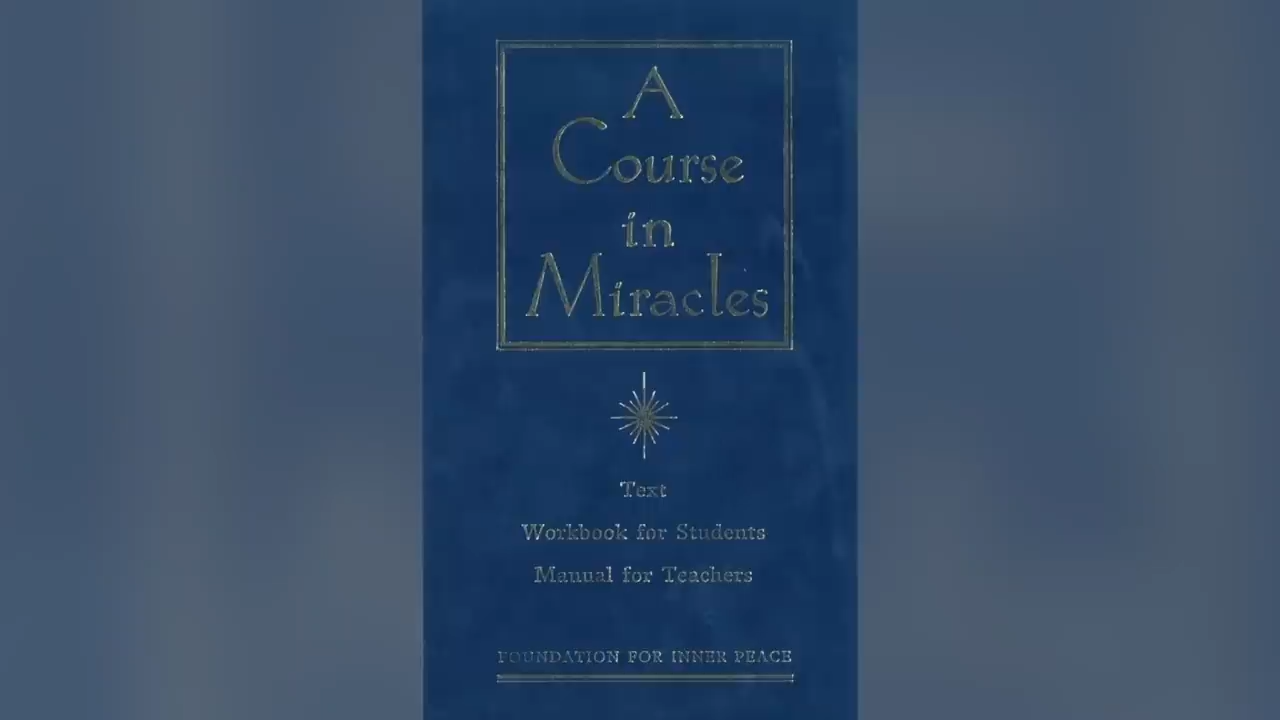 A
Course
in
Miracles
Text
Workbook for Students
Manual for Teachers
FOUNDATION FOR INNER PEACE